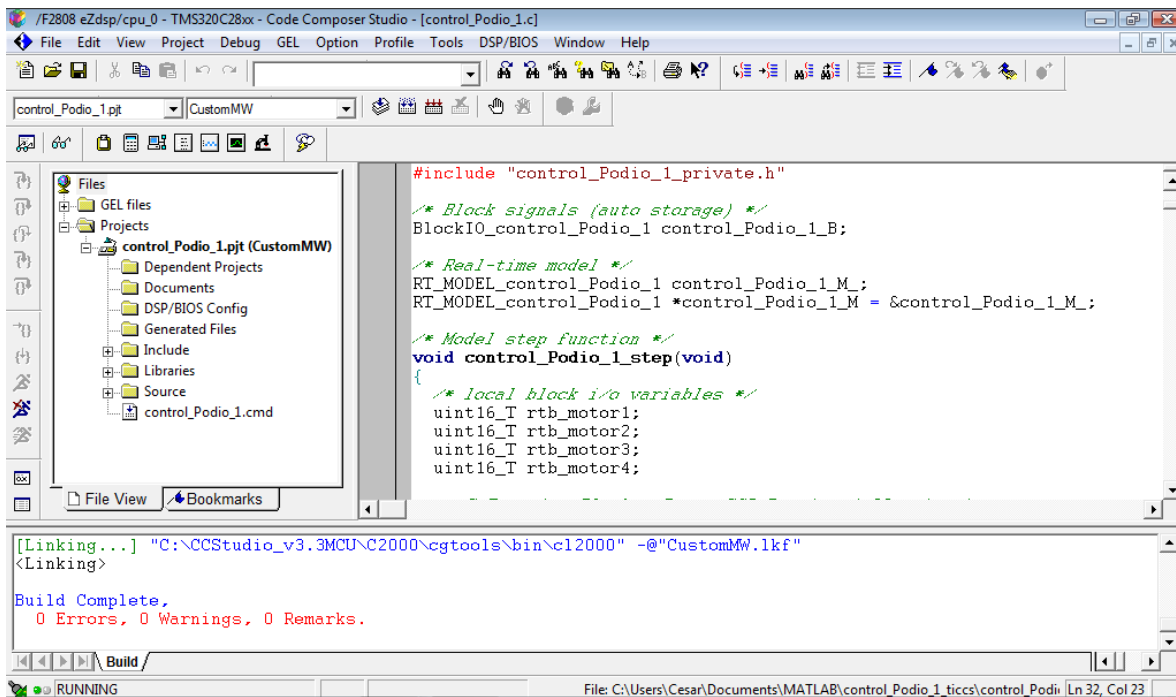 /F2808 eZdsp/cpu_0 - TMS320C28xx - Code Composer Studio - [control_Podio_1.c]
File Edit View Project Debug GEL Option Profile Tools DSP/BIOS Window Help
control_Podio_1.pjt CustomMW
Files
GEL files
Projects
control_Podio_1.pjt (CustomMW)
Dependent Projects
Documents
DSP/BIOS Config
Generated Files
Include
Libraries
Source
control_Podio_1.cmd
File View Bookmarks
#include "control_Podio_1_private.h"
/* Block signals (auto storage) */
BlockIO_control_Podio_1 control_Podio_1_B;
/* Real-time model */
RT_MODEL_control_Podio_1 control_Podio_1_M_;
RT_MODEL_control_Podio_1 *control_Podio_1_M = &control_Podio_1_M_;
/* Model step function */
void control_Podio_1_step(void)
{
/* local block i/o variables */
uint16_T rtb_motor1;
uint16_T rtb_motor2;
uint16_T rtb_motor3;
uint16_T rtb_motor4;
[Linking...] "C:\CCStudio_v3.3MCU\C2000\cgtools\bin\cl2000" -@"CustomMW.lkf"
<Linking>
Build Complete,
0 Errors, 0 Warnings, 0 Remarks.
Build
RUNNING
File: C:\Users\Cesar\Documents\MATLAB\control_Podio_1_ticcs\control_Podi
Ln 32, Col 23